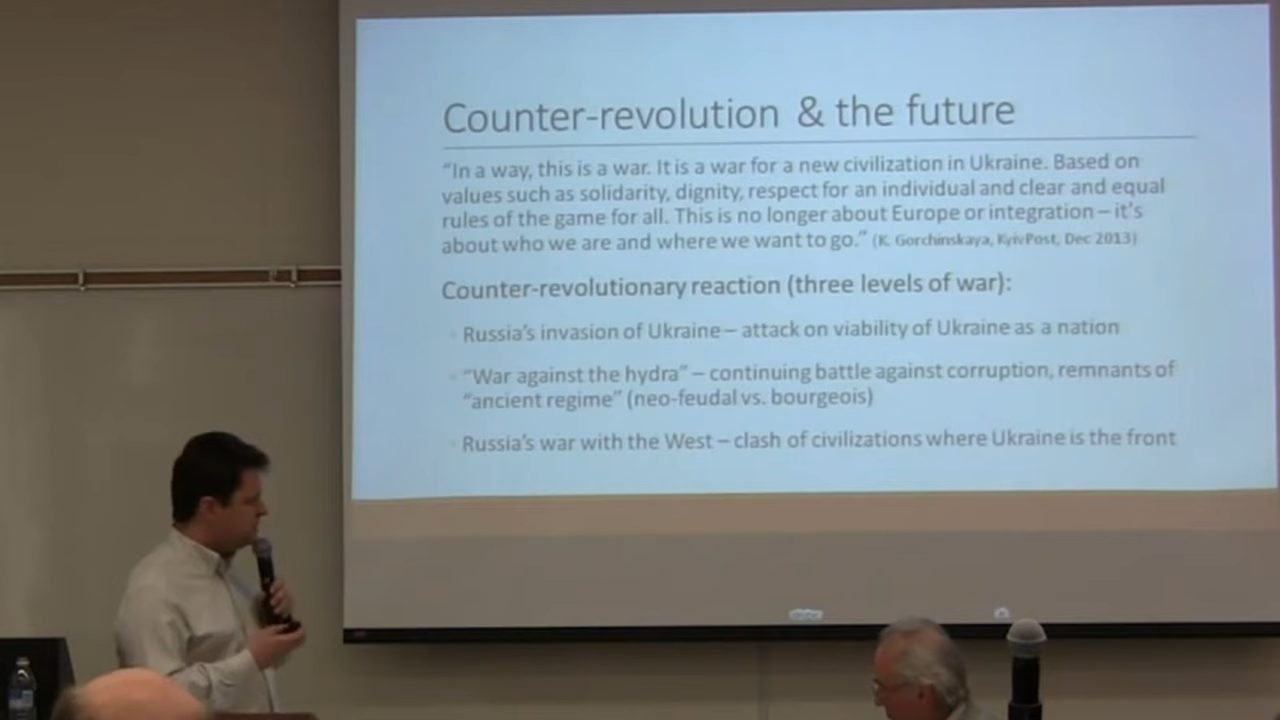 Counter-revolution & the future
“In a way, this is a war. It is a war for a new civilization in Ukraine. Based on
values such as solidarity, dignity, respect for an individual and clear and equal
rules of the game for all. This is no longer about Europe or integration – it's
about who we are and where we want to go.” (K. Gorchinskaya, KyivPost, Dec 2013)
Counter-revolutionary reaction (three levels of war):
Russia's invasion of Ukraine – attack on viability of Ukraine as a nation
“War against the hydra” – continuing battle against corruption, remnants of
“ancient regime” (neo-feudal vs. bourgeois)
Russia's war with the West – clash of civilizations where Ukraine is the front